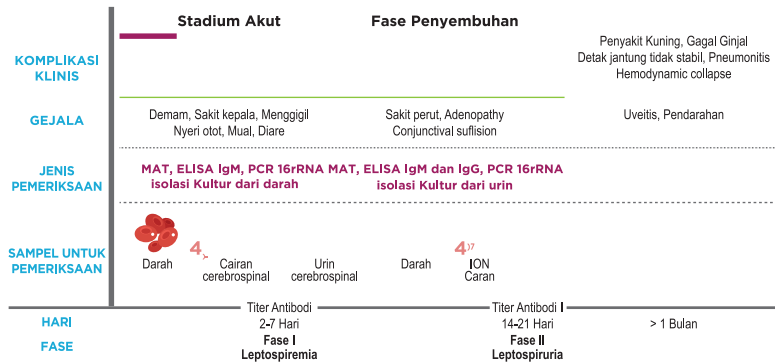 Stadium Akut
Fase Penyembuhan
KOMPLIKASI
KLINIS
Penyakit Kuning, Gagal Ginjal
Detak jantung tidak stabil, Pneumonitis
Hemodynamic collapse
GEJALA
Demam, Sakit kepala, Menggigil
Nyeri otot, Mual, Diare
Sakit perut, Adenopathy
Conjunctival suflision
Uveitis, Pendarahan
JENIS
PEMERIKSAAN
MAT, ELISA IgM, PCR 16rRNA
isolasi Kultur dari darah
MAT, ELISA IgM dan IgG, PCR 16rRNA
isolasi Kultur dari urin
SAMPEL UNTUK
PEMERIKSAAN
Darah
4
Cairan
cerebrospinal
Urin
cerebrospinal
Darah
4
ION
Caran
HARI
Titer Antibodi
2-7 Hari
Titer Antibodi I
14-21 Hari
> 1 Bulan
FASE
Fase I
Leptospiremia
Fase II
Leptospiruria